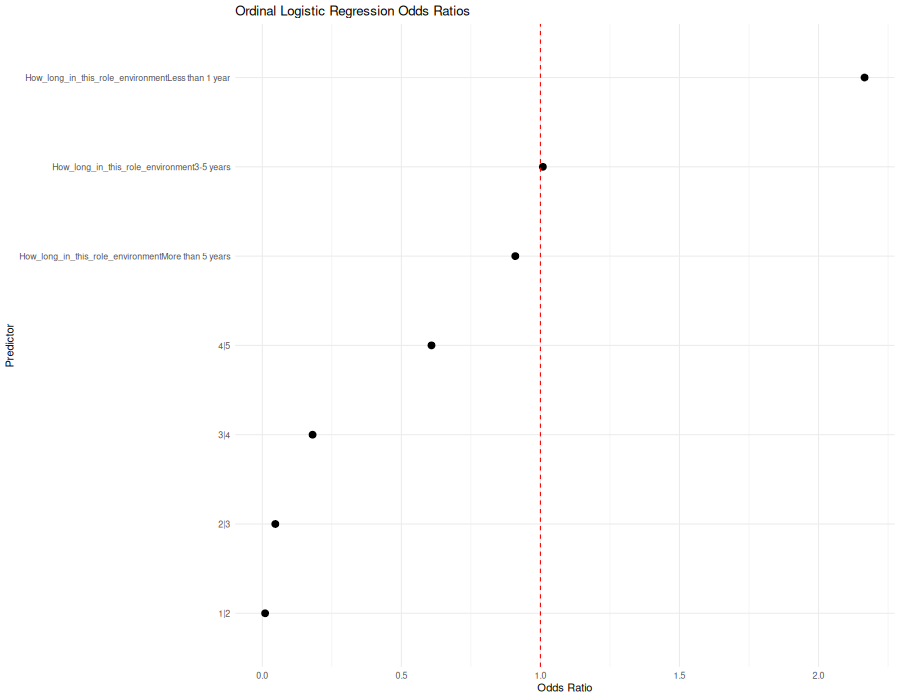 Ordinal Logistic Regression Odds Ratios
How_long_in_this_role_environmentLess than 1 year
How_long_in_this_role_environment3-5 years
How_long_in_this_role_environmentMore than 5 years
Predictor
4|5
3|4
2|3
1|2
0.0 0.5 1.0 1.5 2.0
Odds Ratio